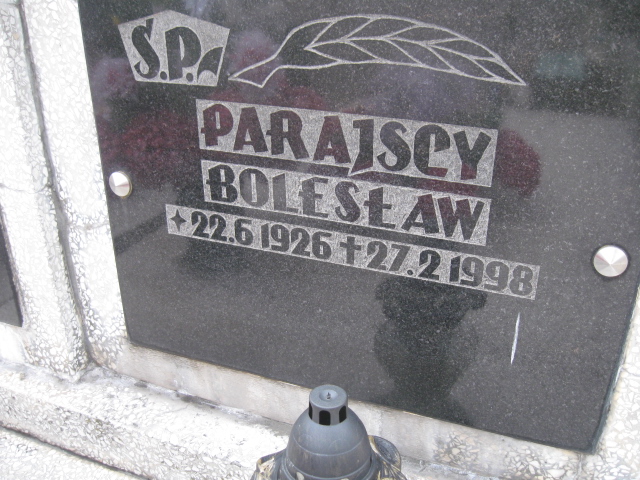 Ś.P.
PARAJSCY
BOLESŁAW
✦22.6 1926 ✝27.2 1998